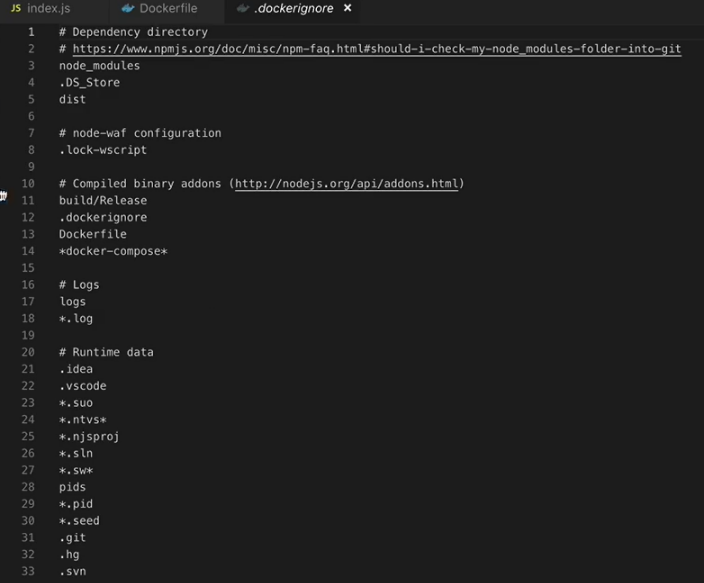 JS index.js Dockerfile .dockerignore ×
1 # Dependency directory
2 # https://www.npmjs.org/doc/misc/npm-faq.html#should-i-check-my-node_modules-folder-into-git
3 node_modules
4 .DS_Store
5 dist
6
7 # node-waf configuration
8 .lock-wscript
9
10 # Compiled binary addons (http://nodejs.org/api/addons.html)
11 build/Release
12 .dockerignore
13 Dockerfile
14 *docker-compose*
15
16 # Logs
17 logs
18 *.log
19
20 # Runtime data
21 .idea
22 .vscode
23 *.suo
24 *.ntvs*
25 *.njsproj
26 *.sln
27 *.sw*
28 pids
29 *.pid
30 *.seed
31 .git
32 .hg
33 .svn